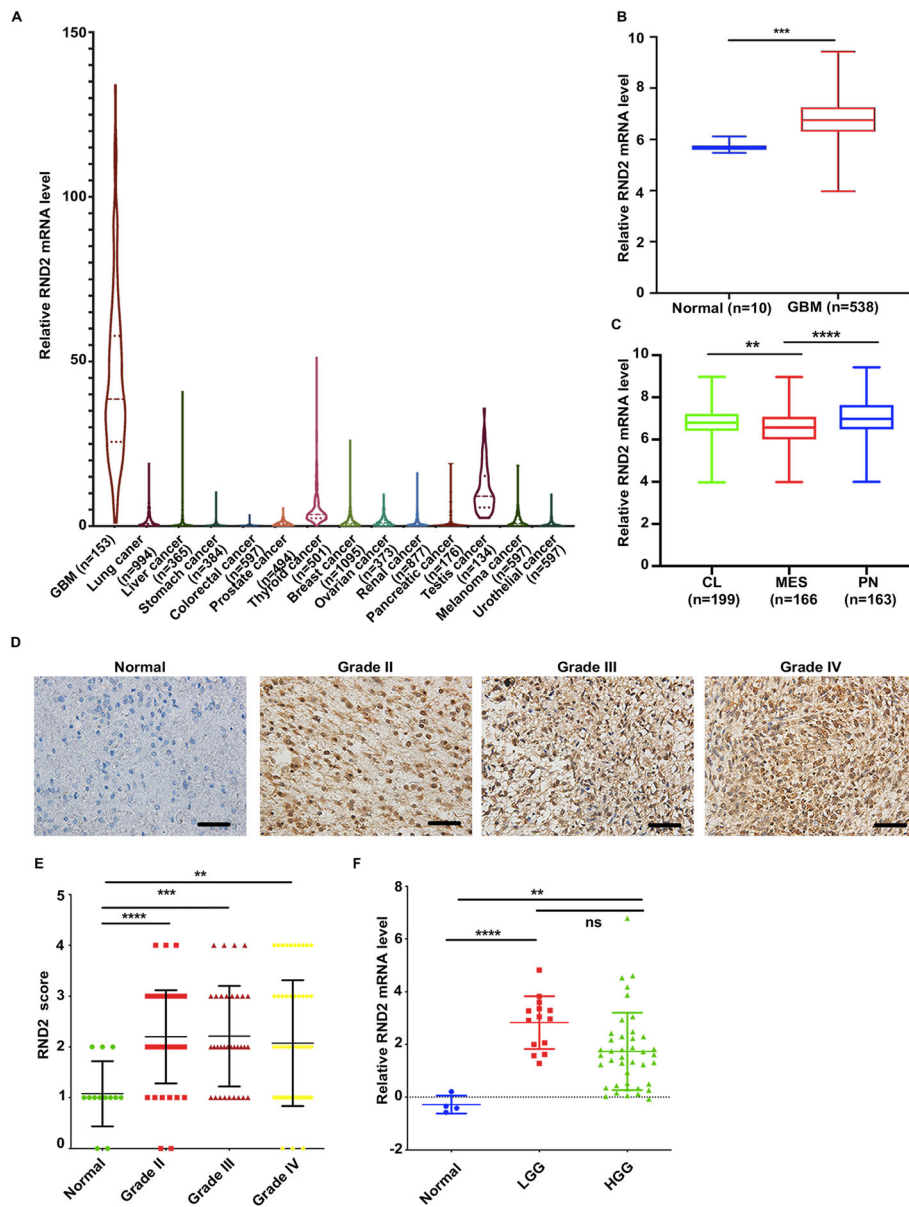 A
150
100
50
0
Relative RND2 mRNA level
GBM (n=153)
Lung caner
(n=994)
Liver cancer
(n=365)
Stomach cancer
(n=384)
Colorectal cancer
(n=597)
Prostate cancer
(n=494)
Thyloid cancer
(n=501)
Breast cancer
(n=1095)
Ovarian cancer
(n=373)
Renal cancer
(n=877)
Pancreatic cancer
(n=176)
Testis cancer
(n=134)
Melanoma cancer
(n=597)
Urothelia cancer
(n=597)
B
***
10
8
6
4
2
0
Relative RND2 mRNA level
Normal (n=10)
GBM (n=538)
C
**
****
10
8
6
4
2
0
Relative RND2 mRNA level
CL
(n=199)
MES
(n=166
PN
(n=163)
D
Normal
Grade II
Grade III
Grade IV
E
**
***
****
5
4
3
2
1
0
RND2 score
Normal
Grade II
Grade III
Grade IV
F
**
****
ns
8
6
4
2
0
-2
Relative RND2 mRNA level
Normal
LGG
HGG